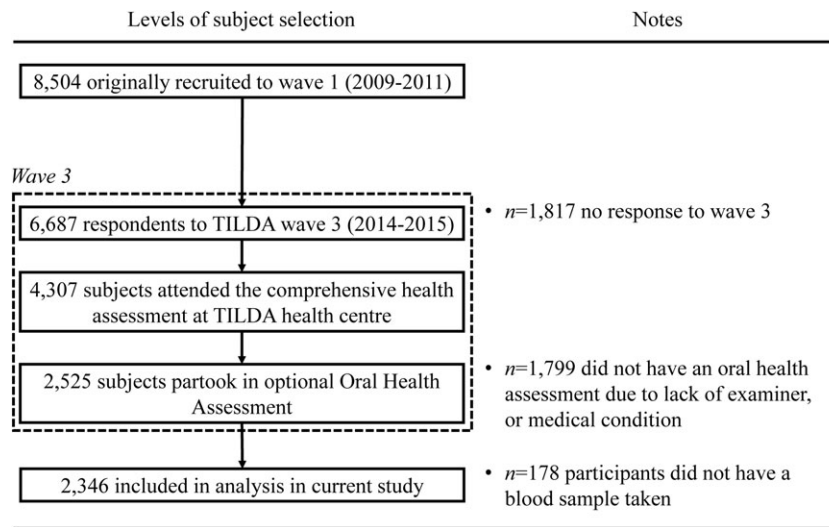 Levels of subject selection
Notes
8,504 originally recruited to wave 1 (2009-2011)
Wave 3
6,687 respondents to TILDA wave 3 (2014-2015)
• n=1,817 no response to wave 3
4,307 subjects attended the comprehensive health
assessment at TILDA health centre
2,525 subjects partook in optional Oral Health
Assessment
• n=1,799 did not have an oral health
assessment due to lack of examiner,
or medical condition
2,346 included in analysis in current study
• n=178 participants did not have a
blood sample taken